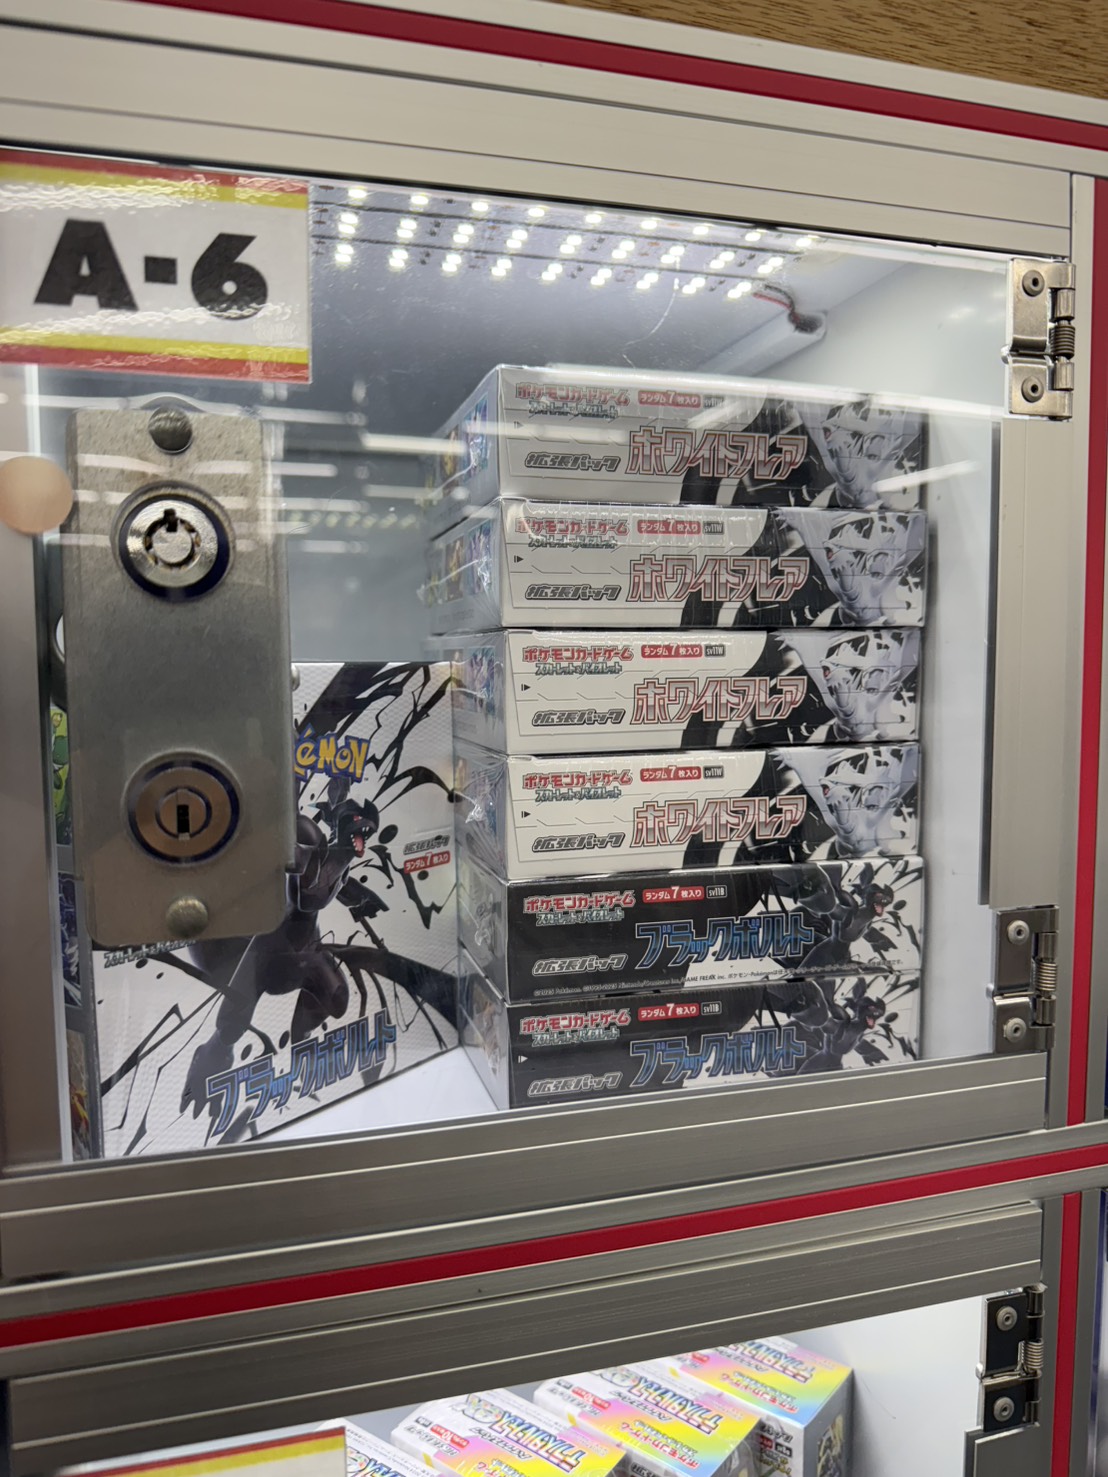 A-6
ポケモンカードゲーム
スカーレット&バイオレット
ランダム7枚入り
sv11W
拡張パック
ホワイトフレア
ポケモンカードゲーム
スカーレット&バイオレット
ランダム7枚入り
sv11W
拡張パック
ホワイトフレア
ポケモンカードゲーム
スカーレット&バイオレット
ランダム7枚入り
sv11W
拡張パック
ホワイトフレア
ポケモンカードゲーム
スカーレット&バイオレット
ランダム7枚入り
sv11W
拡張パック
ホワイトフレア
ポケモンカードゲーム
スカーレット&バイオレット
ランダム7枚入り
sv11B
拡張パック
ブラックボルト
ポケモンカードゲーム
スカーレット&バイオレット
ランダム7枚入り
sv11B
拡張パック
ブラックボルト
EMON
拡張パック
ランダム7枚入り
ブラックボルト